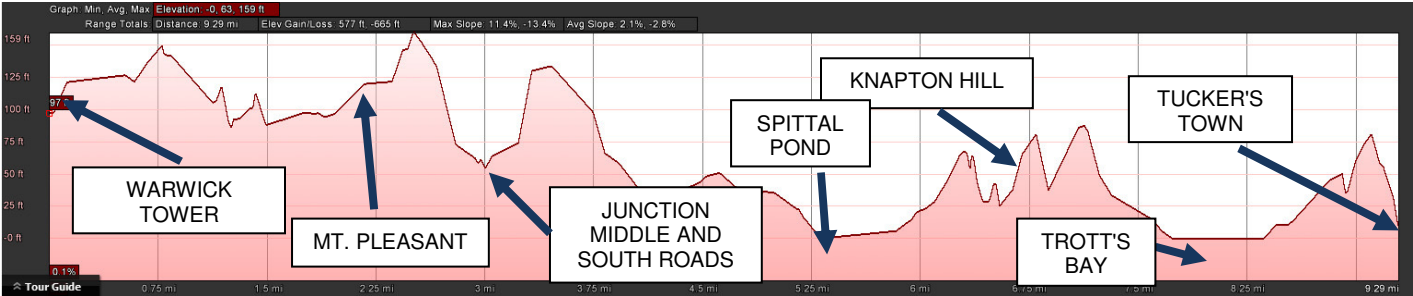 Graph: Min, Avg, Max Elevation: -0, 63, 159 ft
Range Totals: Distance: 9.29 mi Elev Gain/Loss: 577 ft, -665 ft Max Slope: 11.4%, -13.4% Avg Slope: 2.1%, -2.8%
159 ft
125 ft
100 ft
75 ft
50 ft
25 ft
-0 ft
WARWICK
TOWER
MT. PLEASANT
JUNCTION
MIDDLE AND
SOUTH ROADS
SPITTAL
POND
KNAPTON HILL
TROTT'S
BAY
TUCKER'S
TOWN
0.1%
Tour Guide
0.75 mi 1.5 mi 2.25 mi 3 mi 3.75 mi 4.5 mi 5.25 mi 6 mi 6.75 mi 7.5 mi 8.25 mi 9.29 mi